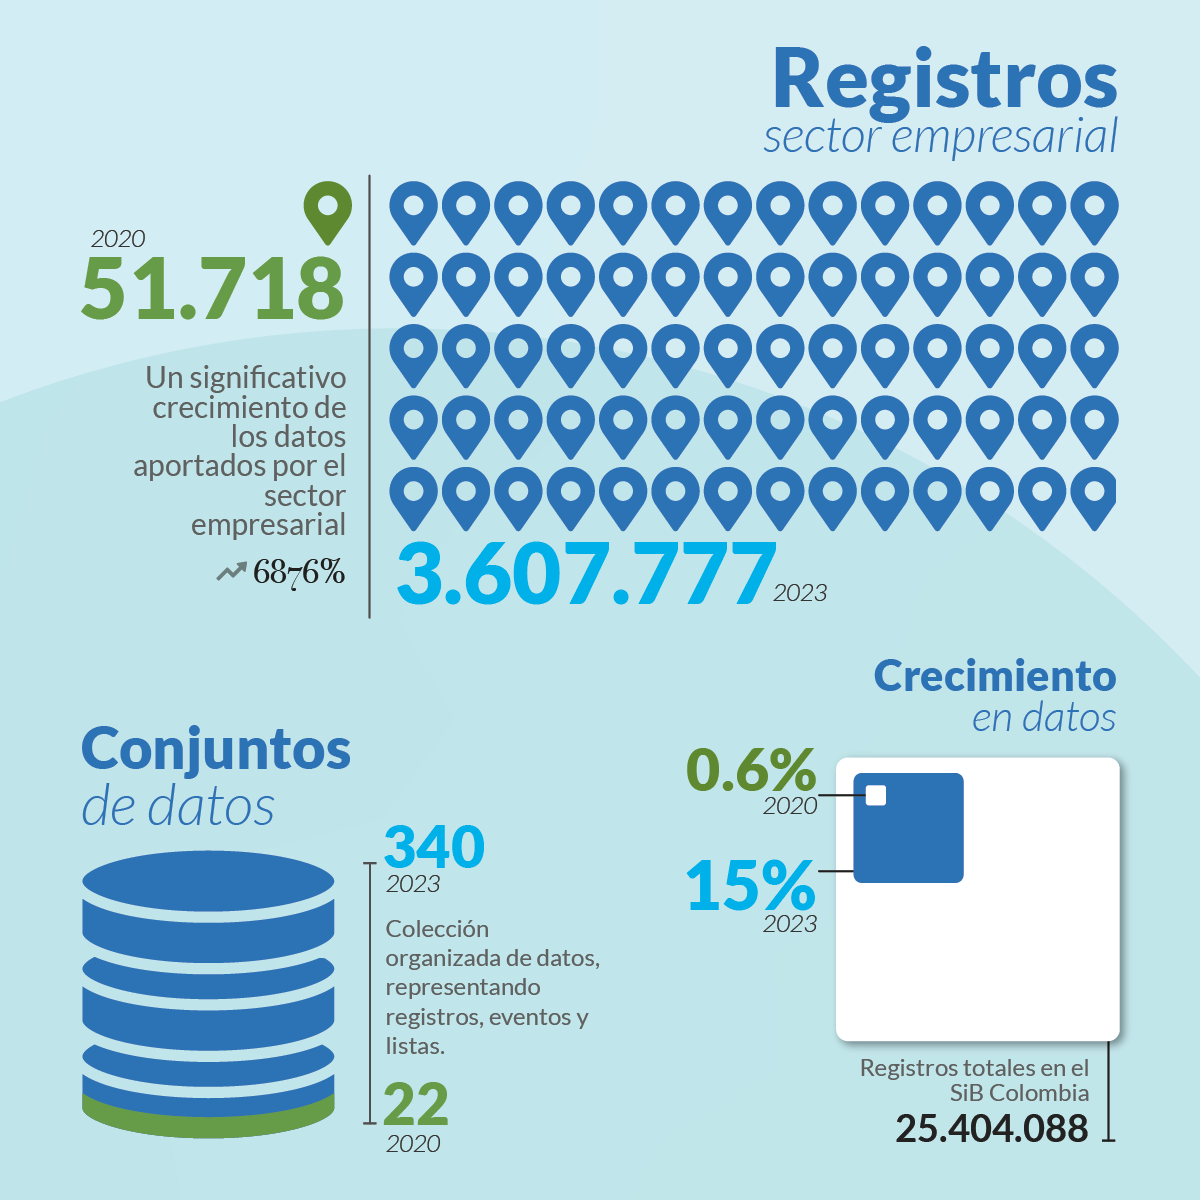 Registros
sector empresarial
2020
51.718
Un significativo
crecimiento de
los datos
aportados por el
sector
empresarial
6876%
3.607.777
2023
Conjuntos
de datos
340
2023
Colección
organizada de datos,
representando
registros, eventos y
listas.
22
2020
Crecimiento
en datos
0.6%
2020
15%
2023
Registros totales en el
SiB Colombia
25.404.088